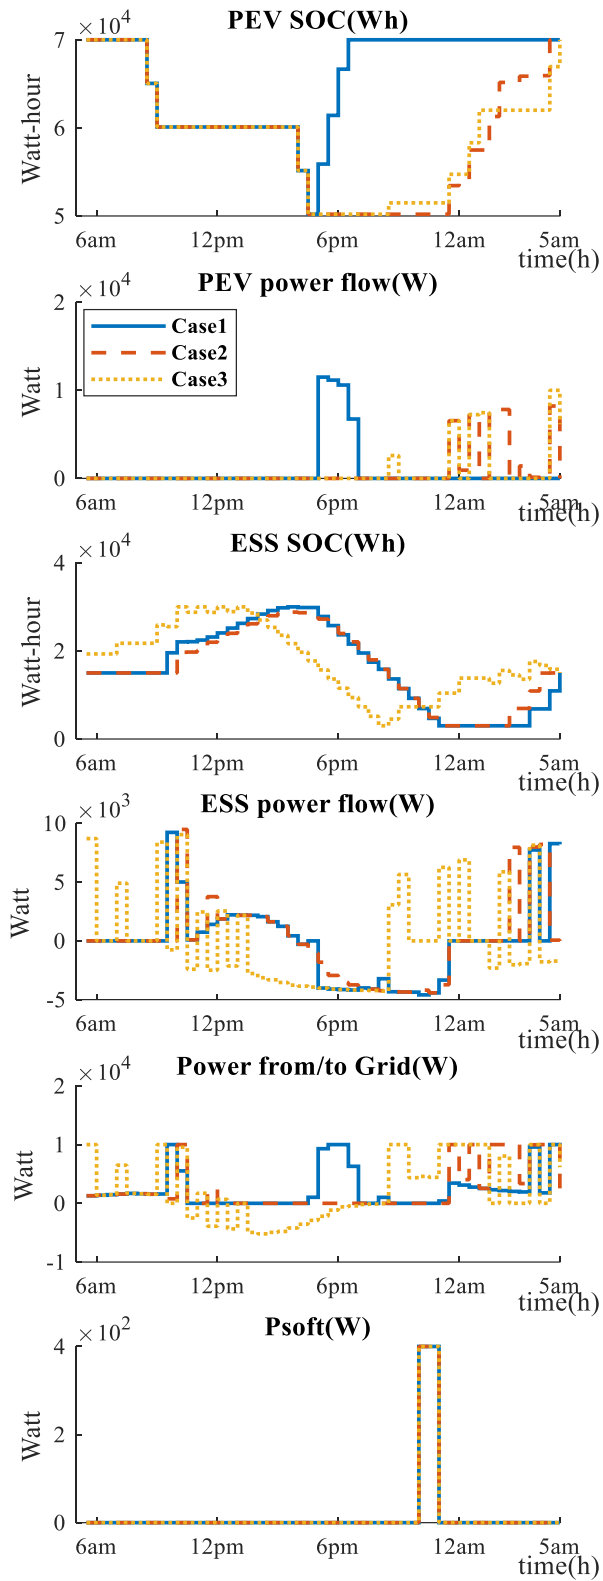 PEV SOC(Wh)
×10^4
7
6
5
Watt-hour
6am 12pm 6pm 12am 5am
time(h)
PEV power flow(W)
×10^4
2
1
0
Watt
Case1
Case2
Case3
6am 12pm 6pm 12am 5am
time(h)
ESS SOC(Wh)
×10^4
4
2
0
Watt-hour
6am 12pm 6pm 12am 5am
time(h)
ESS power flow(W)
×10^3
10
5
0
-5
Watt
6am 12pm 6pm 12am 5am
time(h)
Power from/to Grid(W)
×10^4
2
1
0
-1
Watt
6am 12pm 6pm 12am 5am
time(h)
Psoft(W)
×10^2
4
2
0
Watt
6am 12pm 6pm 12am 5am
time(h)